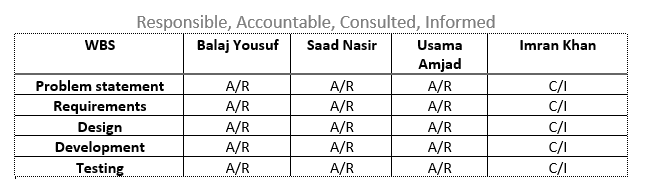 Responsible, Accountable, Consulted, Informed
WBS Balaj Yousuf Saad Nasir Usama Amjad Imran Khan
Problem statement A/R A/R A/R C/I
Requirements A/R A/R A/R C/I
Design A/R A/R A/R C/I
Development A/R A/R A/R C/I
Testing A/R A/R A/R C/I